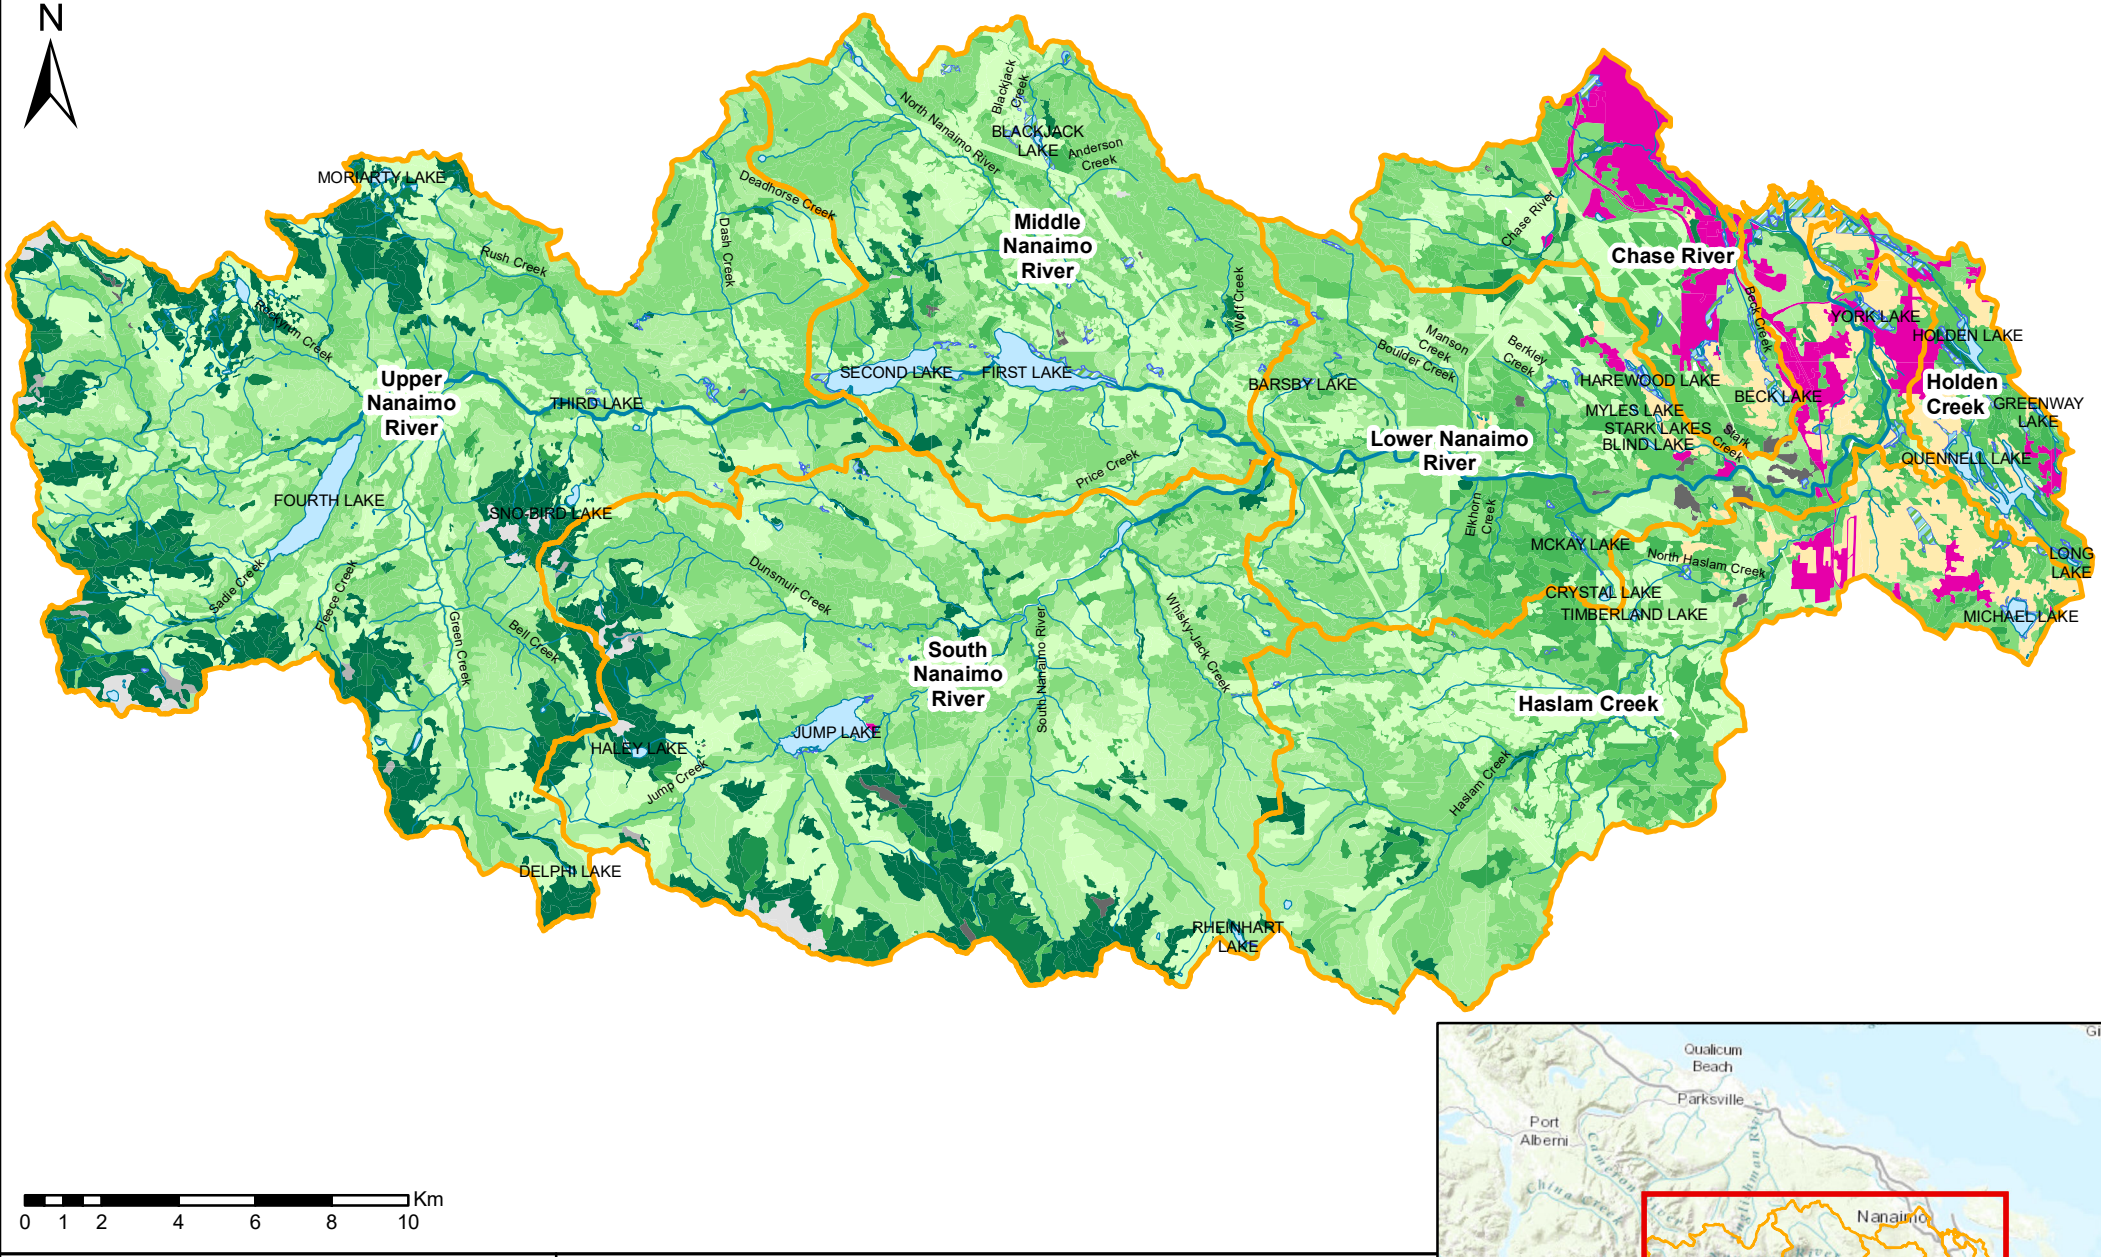 N
Blackjack
Creek
North Nanaimo River
BLACKJACK
LAKE
Anderson
Creek
MORIARTY LAKE
Deadhorse Creek
Chase River
Middle
Nanaimo
River
Dash Creek
Rush Creek
Chase River
Wolf Creek
Rockyrun Creek
Beck Creek
YORK LAKE
HOLDEN LAKE
Manson
Creek
Boulder Creek
Berkley
Creek
SECOND LAKE
FIRST LAKE
BARSBY LAKE
HAREWOOD LAKE
Holden
Creek
Upper
Nanaimo
River
THIRD LAKE
BECK LAKE
GREENWAY
LAKE
MYLES LAKE
STARK LAKES
BLIND LAKE
Stark
Creek
Lower Nanaimo
River
QUENNELL LAKE
Price Creek
FOURTH LAKE
SNO-BIRD LAKE
Elkhorn
Creek
MCKAY LAKE
North Haslam Creek
LONG
LAKE
Sadie Creek
Fleece Creek
Dunsmuir Creek
CRYSTAL LAKE
TIMBERLAND LAKE
MICHAEL LAKE
Green Creek
Bell Creek
Whisky-Jack Creek
South Nanaimo River
South
Nanaimo
River
Haslam Creek
JUMP LAKE
HALEY LAKE
Jump Creek
Haslam Creek
DELPHI LAKE
RHEINHART
LAKE
Qualicum
Beach
Parksville
Port
Alberni
Cameron
River
China Creek
Englishman River
Nanaimo
River
Km
0 1 2 4 6 8 10